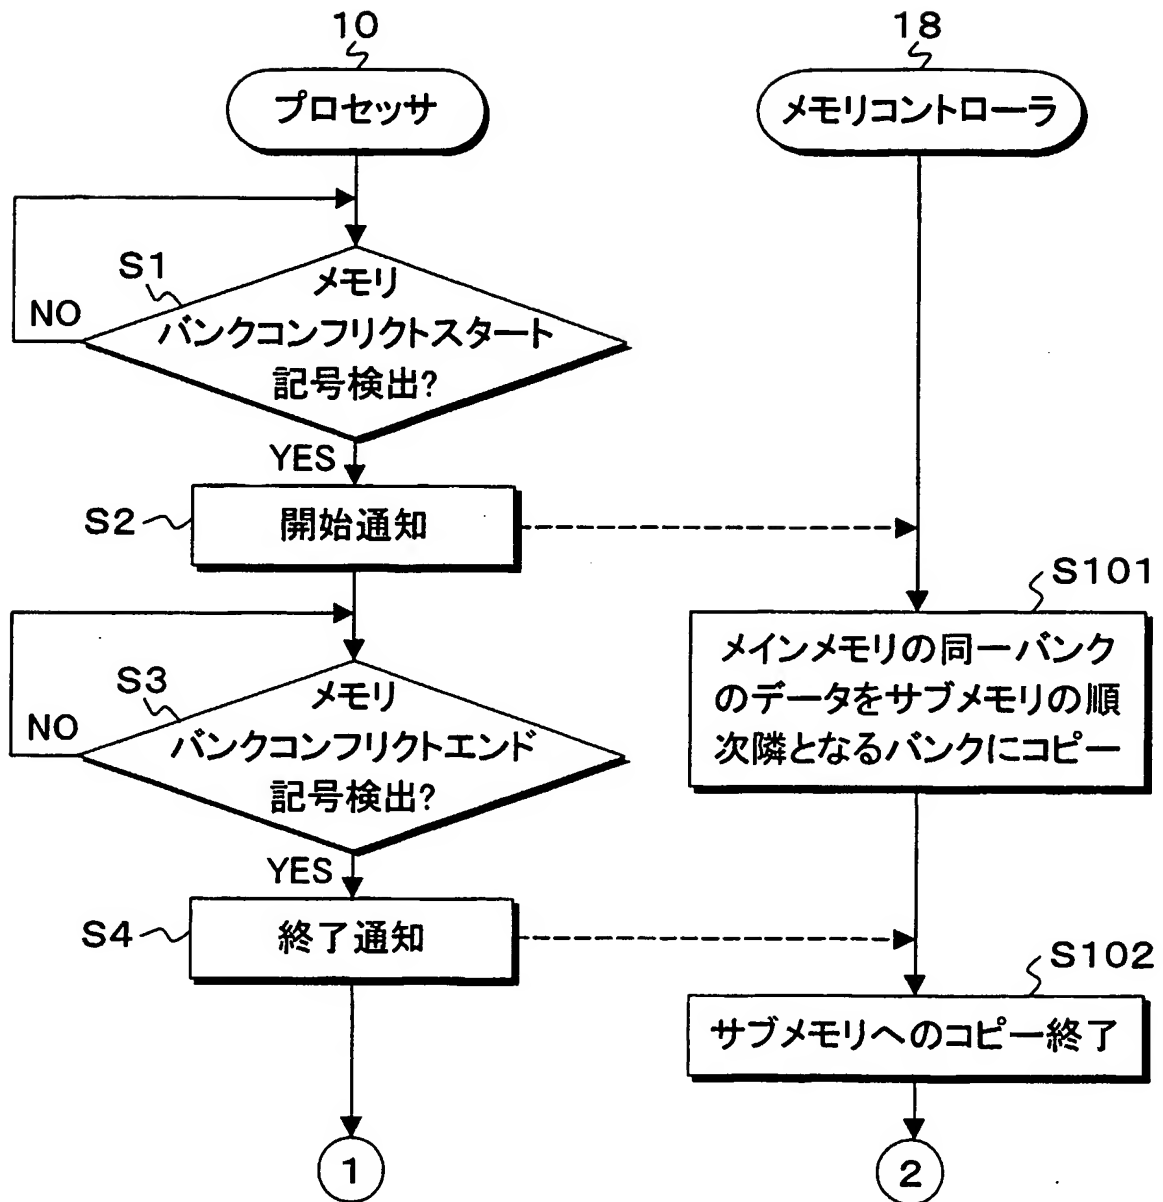 10
プロセッサ
S1
メモリ
バンクコンフリクトスタート
記号検出?
NO
YES
S2
開始通知
S3
メモリ
バンクコンフリクトエンド
記号検出?
NO
YES
S4
終了通知
1
18
メモリコントローラ
S101
メインメモリの同一バンク
のデータをサブメモリの順
次隣となるバンクにコピー
S102
サブメモリへのコピー終了
2